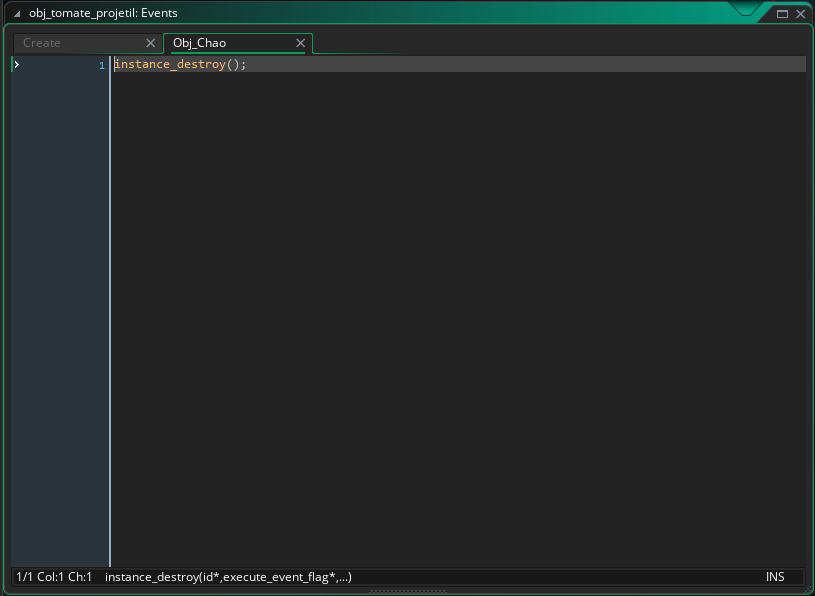 obj_tomate_projetil: Events
Create Obj_Chao
1 instance_destroy();
1/1 Col:1 Ch:1 instance_destroy(id*,execute_event_flag*,...) INS